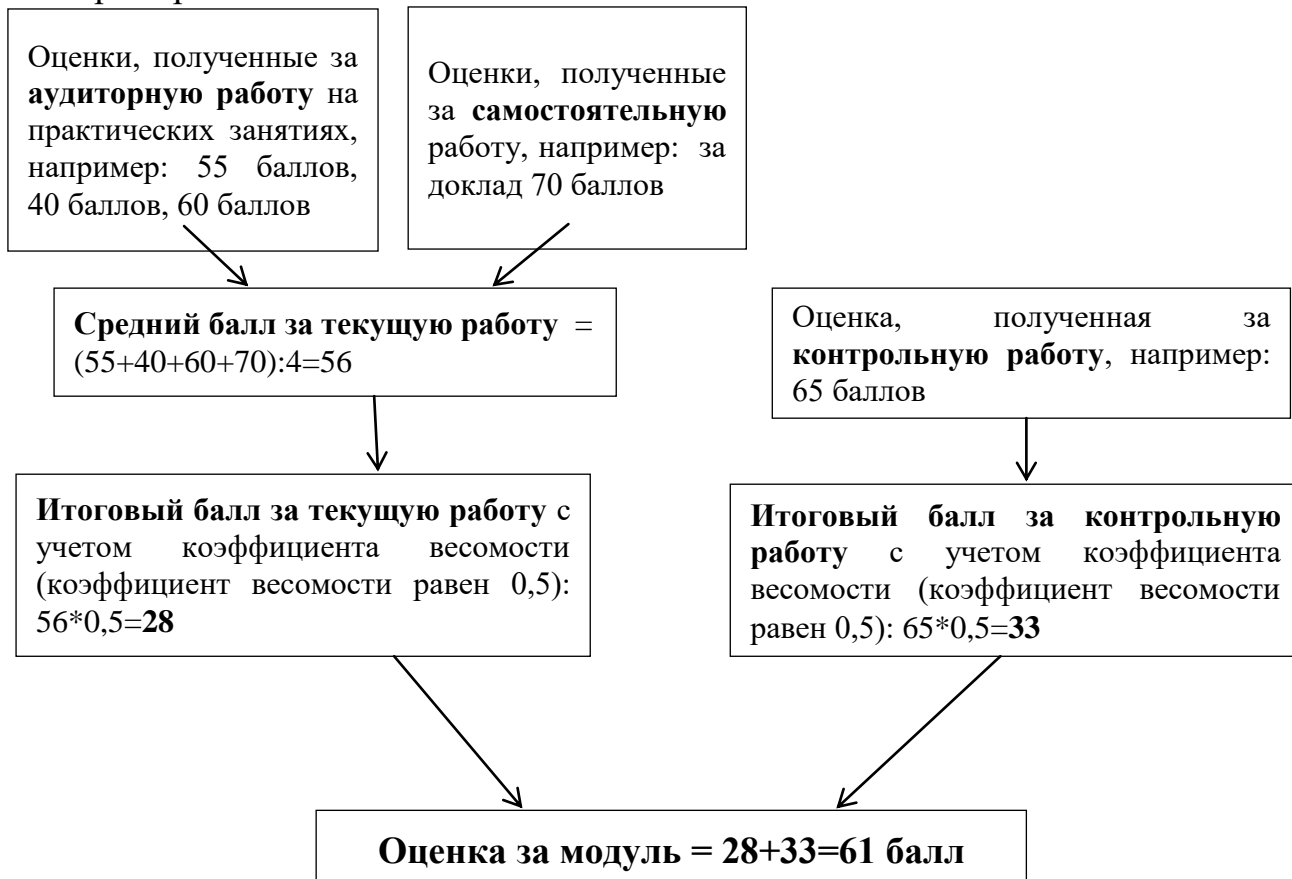 Оценки, полученные за
аудиторную работу на
практических занятиях,
например: 55 баллов,
40 баллов, 60 баллов
Оценки, полученные
за самостоятельную
работу, например: за
доклад 70 баллов
Средний балл за текущую работу =
(55+40+60+70):4=56
Оценка, полученная за
контрольную работу, например:
65 баллов
Итоговый балл за текущую работу с
учетом коэффициента весомости
(коэффициент весомости равен 0,5):
56*0,5=28
Итоговый балл за контрольную
работу с учетом коэффициента
весомости (коэффициент весомости
равен 0,5): 65*0,5=33
Оценка за модуль = 28+33=61 балл